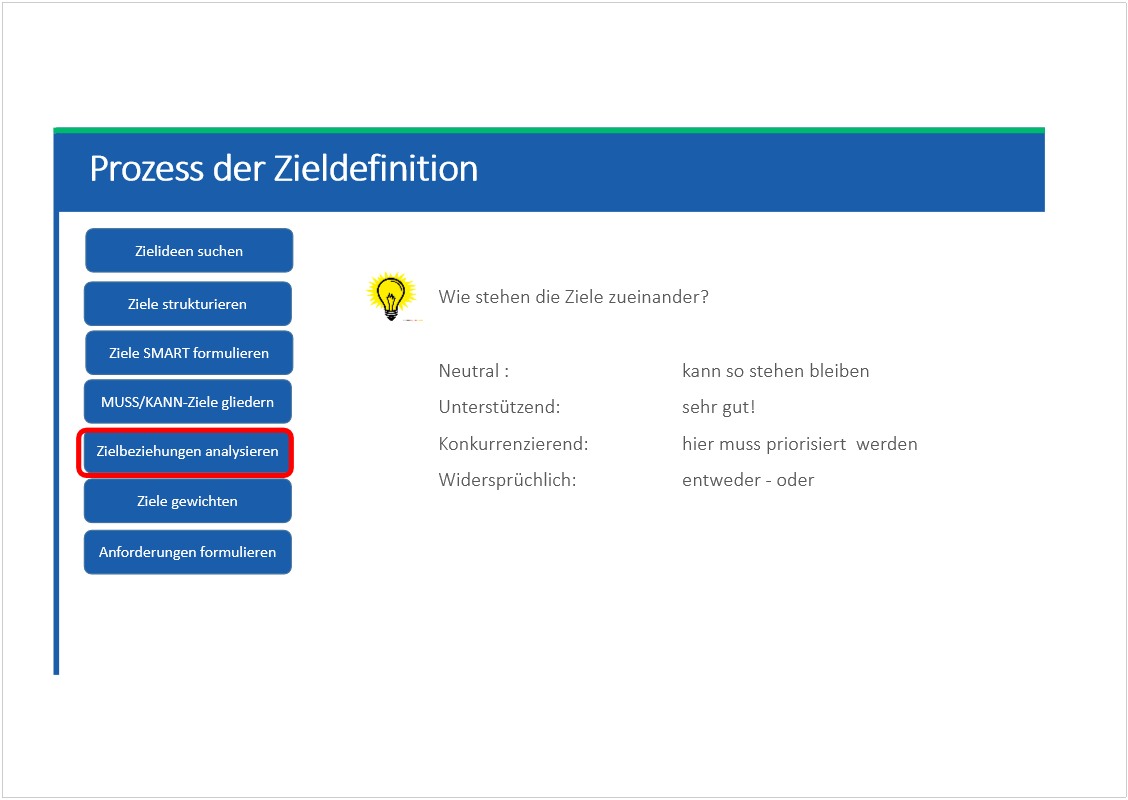 Prozess der Zieldefinition
Zielideen suchen
Ziele strukturieren
Ziele SMART formulieren
MUSS/KANN-Ziele gliedern
Zielbeziehungen analysieren
Ziele gewichten
Anforderungen formulieren
Wie stehen die Ziele zueinander?
Neutral : kann so stehen bleiben
Unterstützend: sehr gut!
Konkurrenzierend: hier muss priorisiert  werden
Widersprüchlich: entweder - oder